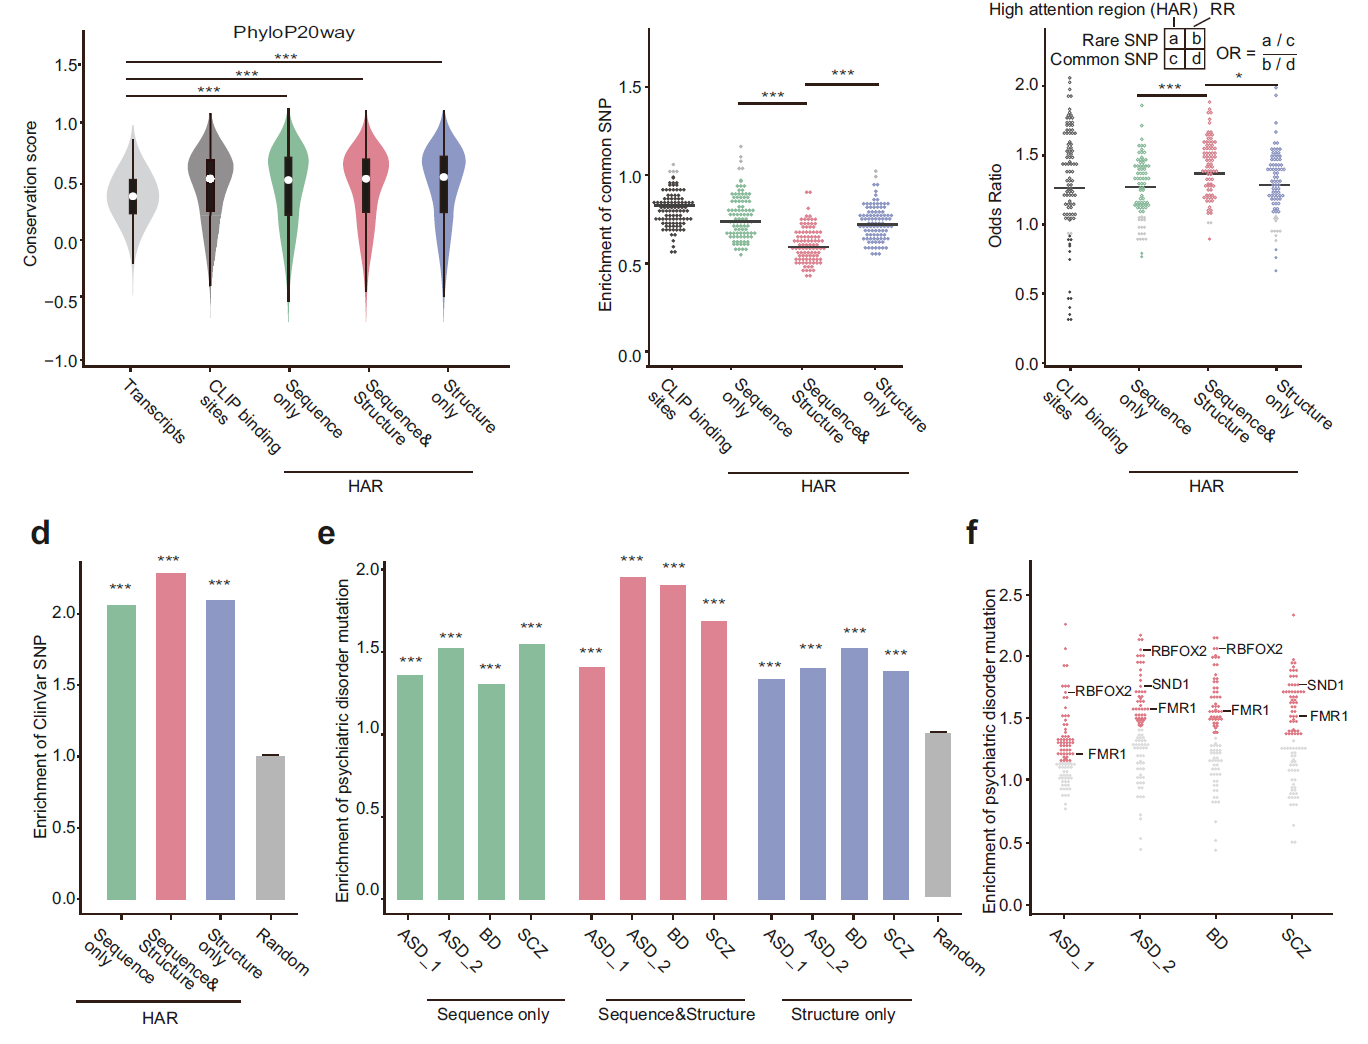 PhyloP20way
***
***
***
Conservation score
1.5
1.0
0.5
0.0
−0.5
−1.0
Transcripts
CLIP binding
sites
Sequence
only
Sequence&
Structure
Structure
only
HAR
Enrichment of common SNP
1.5
1.0
0.5
0.0
***
***
CLIP binding
sites
Sequence
only
Sequence&
Structure
Structure
only
HAR
High attention region (HAR) RR
Rare SNP a b
Common SNP c d
OR = a / c
b / d
Odds Ratio
2.0
1.5
1.0
0.5
0.0
***
*
CLIP binding
sites
Sequence
only
Sequence&
Structure
Structure
only
HAR
d
Enrichment of ClinVar SNP
2.0
1.5
1.0
0.5
0.0
***
***
***
Sequence
only
Sequence&
Structure
Structure
only
Random
HAR
e
Enrichment of psychiatric disorder mutation
2.0
1.5
1.0
0.5
0.0
***
***
***
***
***
***
***
***
***
***
***
***
ASD_1
ASD_2
BD
SCZ
ASD_1
ASD_2
BD
SCZ
ASD_1
ASD_2
BD
SCZ
Random
Sequence only
Sequence&Structure
Structure only
f
Enrichment of psychiatric disorder mutation
2.5
2.0
1.5
1.0
0.5
0.0
RBFOX2
FMR1
RBFOX2
SND1
FMR1
RBFOX2
FMR1
SND1
FMR1
ASD_1
ASD_2
BD
SCZ